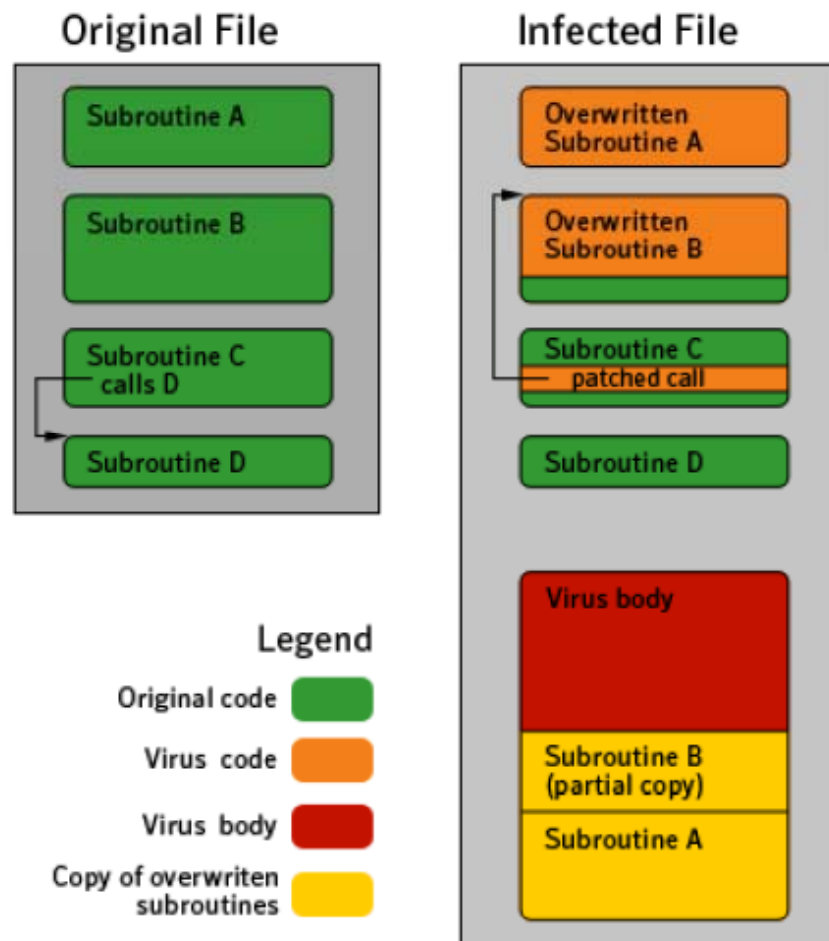 Original File
Subroutine A
Subroutine B
Subroutine C
calls D
Subroutine D
Infected File
Overwritten
Subroutine A
Overwritten
Subroutine B
Subroutine C
patched call
Subroutine D
Virus body
Subroutine B
(partial copy)
Subroutine A
Legend
Original code
Virus code
Virus body
Copy of overwriten
subroutines